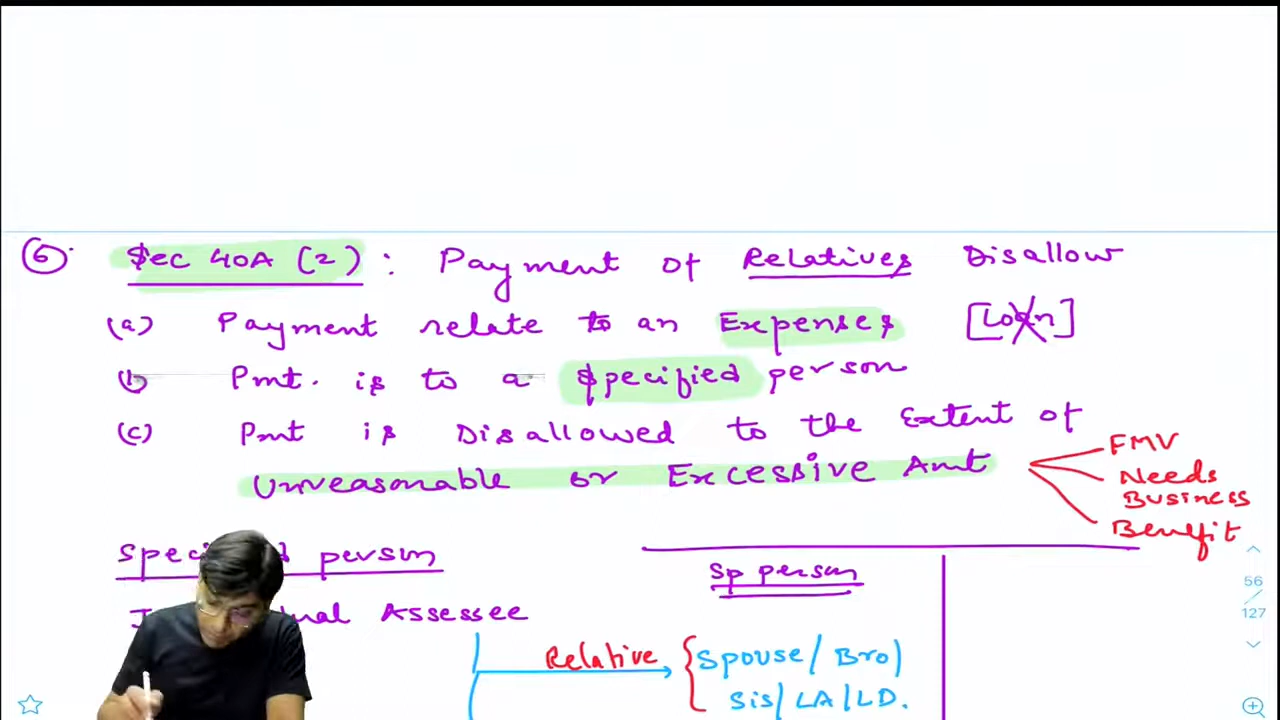 6. Sec 40A (2) : Payment of Relatives Disallow
(a) Payment relate to an Expenses [Loan]
(b) Pmt. is to a specified person
(c) Pmt is Disallowed to the Extent of
Unreasonable or Excessive Amt
FMV
Needs
Business
Benefit
person
Assessee
Sp person
Relative
Spouse/ Bro/
Sis/ LA/ LD.
56
127